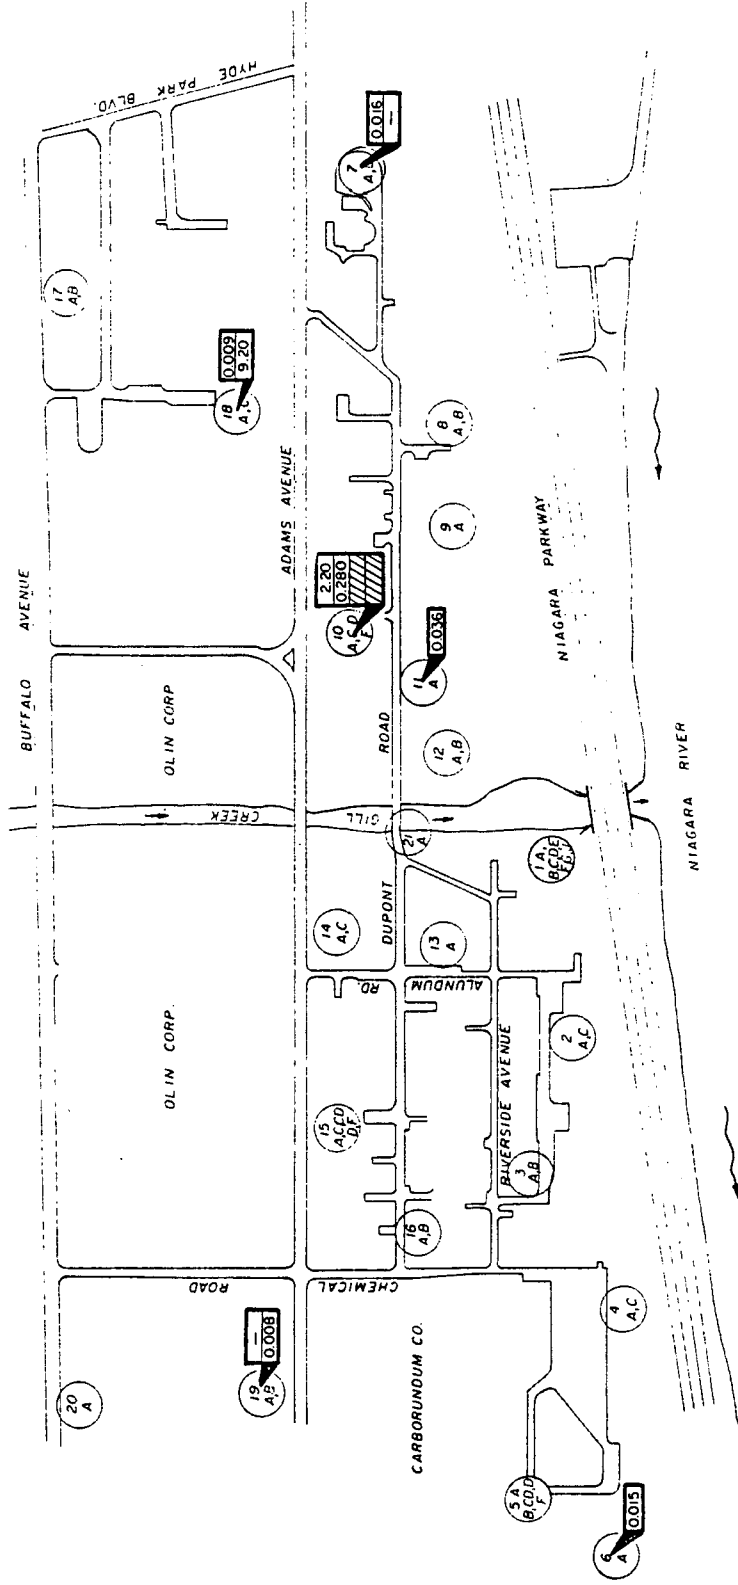 BUFFALO AVENUE
HYDE PARK BLVD.
17
A,B
18
A,C
0.009
9.20
OLIN CORP
OLIN CORP.
ADAMS AVENUE
20
A
19
A,B
—
0.008
CHEMICAL ROAD
GILL CREEK
7
0.016
—
10
2.20
0.280
14
A,C
15
DUPONT ROAD
ALUNDUM RD.
8
A,B
9
A
11
A
0.036
12
A,B
21
A
13
A
16
A,B
CARBORUNDUM CO.
RIVERSIDE AVENUE
1 A,
2
A,C
3
A,B
4
A,C
5 A
B,C,D,D
F
6
A
0.015
NIAGARA PARKWAY
NIAGARA RIVER